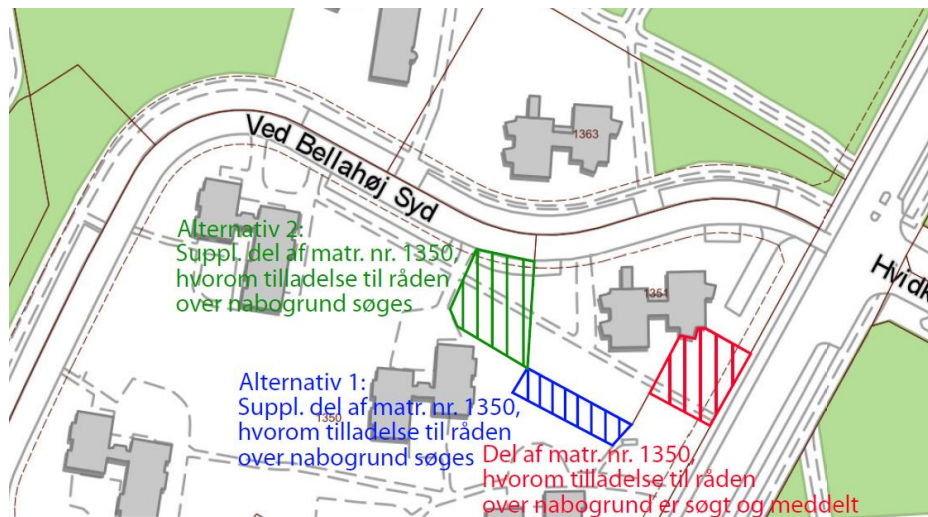 1363
Ved Bellahøj Syd
Alternativ 2:
Suppl. del af matr. nr. 1350,
hvorom tilladelse til råden
over nabogrund søges
Hvidk
1351
Alternativ 1:
Suppl. del af matr. nr. 1350,
hvorom tilladelse til råden
over nabogrund søges
1350
Del af matr. nr. 1350,
hvorom tilladelse til råden
over nabogrund er søgt og meddelt